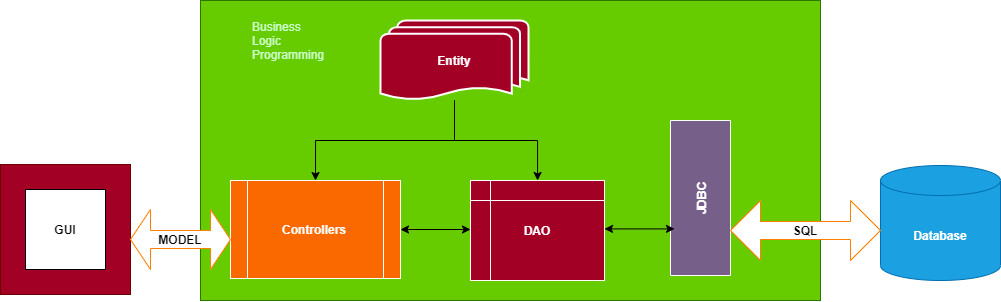 Business
Logic
Programming
Entity
GUI
MODEL
Controllers
DAO
JDBC
SQL
Database